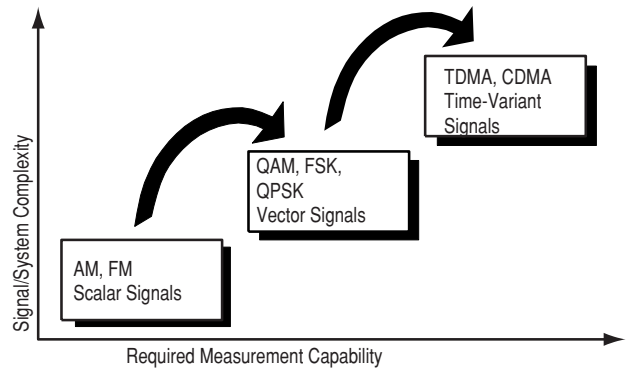 Signal/System Complexity
TDMA, CDMA
Time-Variant
Signals
QAM, FSK,
QPSK
Vector Signals
AM, FM
Scalar Signals
Required Measurement Capability